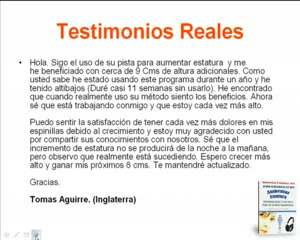 Testimonios Reales
• Hola. Sigo el uso de su pista para aumentar estatura y me
he beneficiado con cerca de 9 Cms de altura adicionales. Como
usted sabe he estado usando este programa durante un año y he
tenido altibajos (Duré casi 11 semanas sin usarlo). He encontrado
que cuando realmente uso su método siento los beneficios. Ahora
sé que está trabajando conmigo y que estoy cada vez más alto.
Puedo sentir la satisfacción de tener cada vez más dolores en mis
espinillas debido al crecimiento y estoy muy agradecido con usted
por compartir sus conocimientos con nosotros. Sé que el
incremento de estatura no se producirá de la noche a la mañana,
pero observo que realmente está sucediendo. Espero crecer más
alto y ganar mis próximos 8 cms. Te mantendré actualizado.
Gracias.
Tomas Aguirre. (Inglaterra)
Aumentar
Estatura